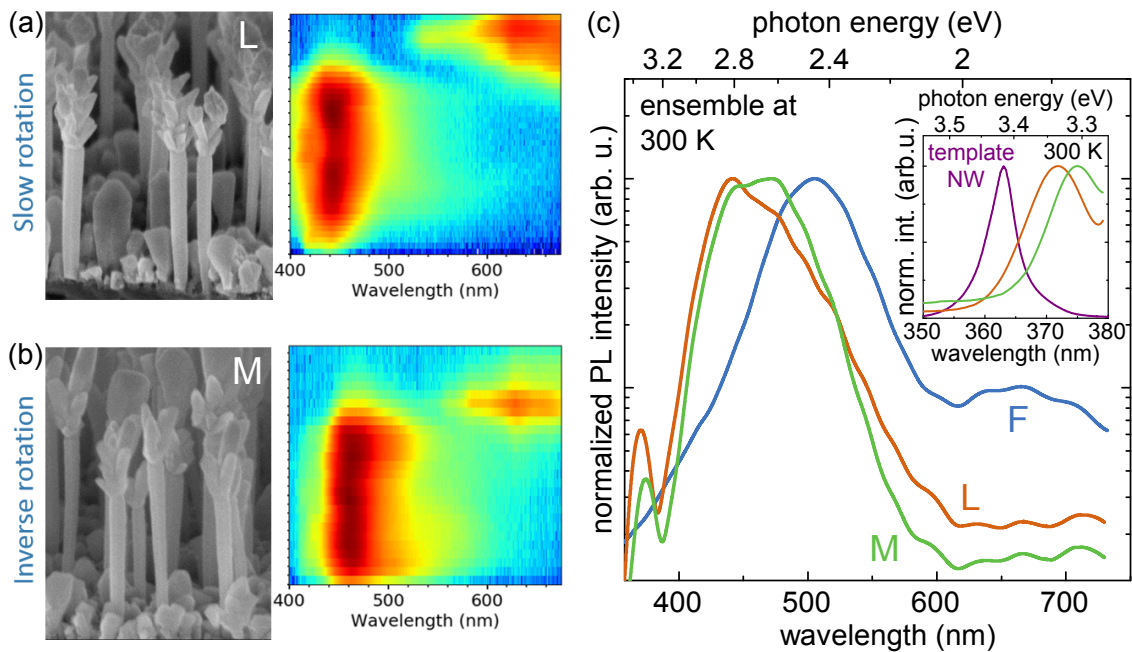 (a)
Slow rotation
L
400
500
600
Wavelength (nm)
(b)
Inverse rotation
M
400
500
600
Wavelength (nm)
(c)
photon energy (eV)
3.2 2.8 2.4 2
ensemble at
300 K
normalized PL intensity (arb. u.)
F
L
M
400 500 600 700
wavelength (nm)
photon energy (eV)
3.5 3.4 3.3
template
NW
300 K
norm. int. (arb.u)
350 362 372 380
wavelength (nm)